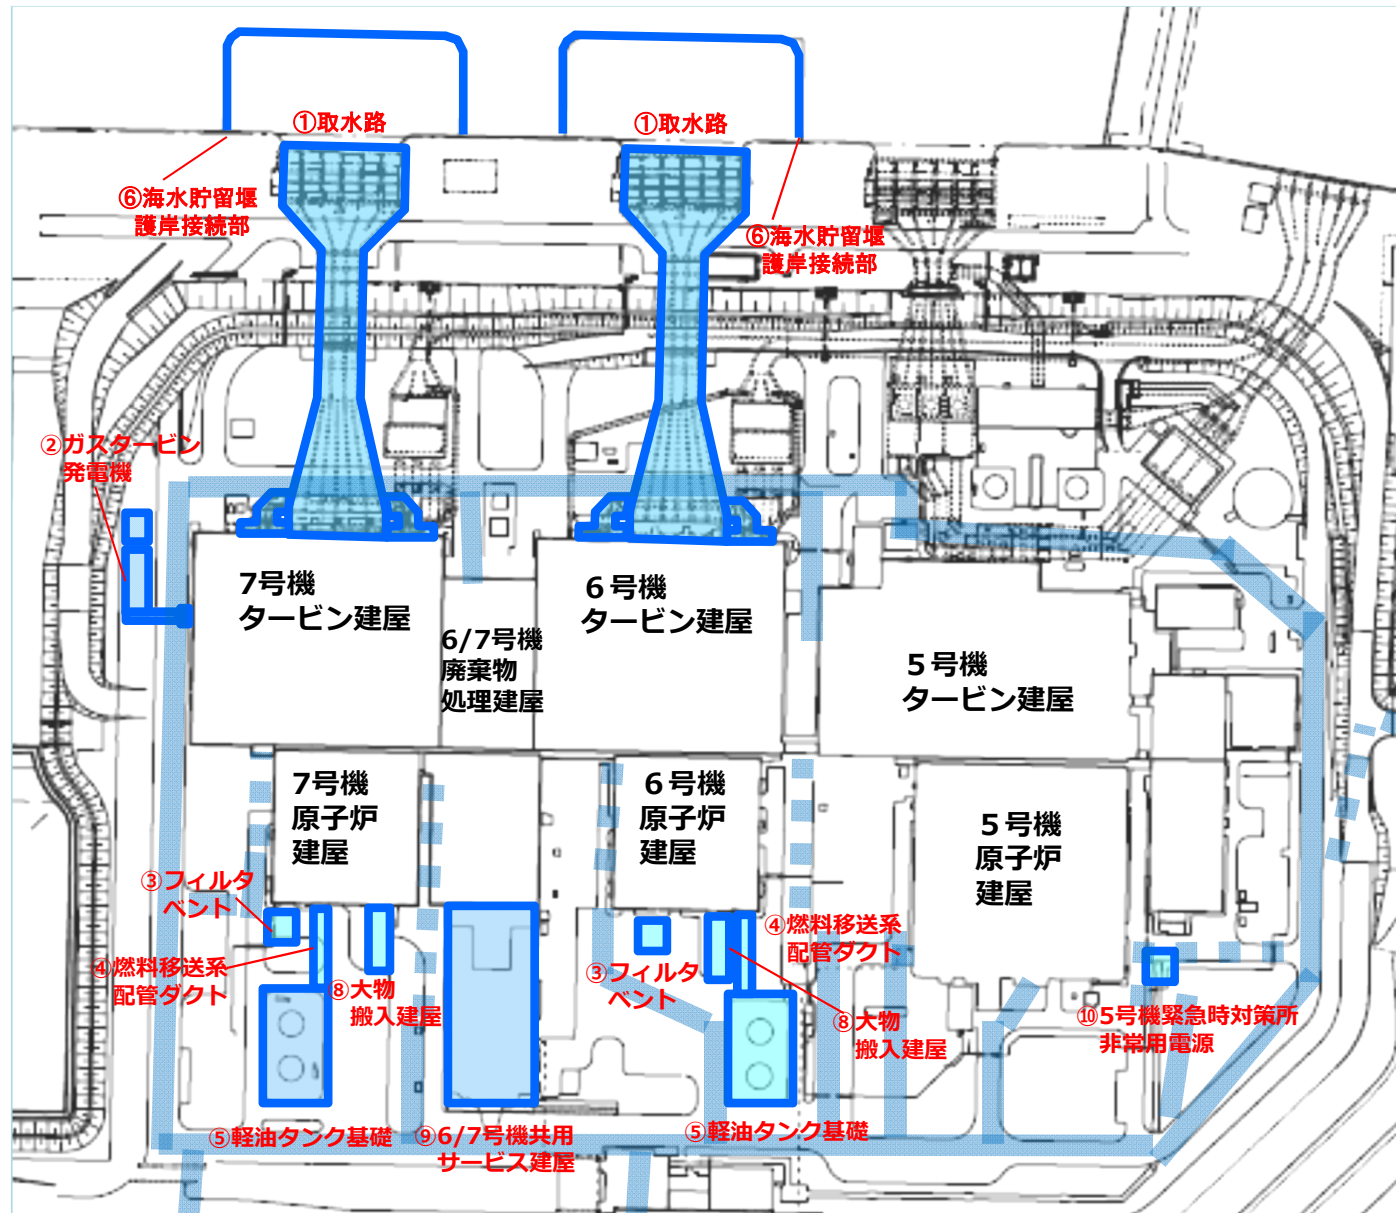 ①取水路
①取水路
⑥海水貯留堰
護岸接続部
⑥海水貯留堰
護岸接続部
②ガスタービン
発電機
7号機
タービン建屋
6/7号機
廃棄物
処理建屋
6号機
タービン建屋
5号機
タービン建屋
7号機
原子炉
建屋
6号機
原子炉
建屋
5号機
原子炉
建屋
③フィルタ
ベント
④燃料移送系
配管ダクト
⑧大物
搬入建屋
③フィルタ
ベント
④燃料移送系
配管ダクト
⑧大物
搬入建屋
⑩5号機緊急時対策所
非常用電源
⑤軽油タンク基礎
⑨6/7号機共用
サービス建屋
⑤軽油タンク基礎